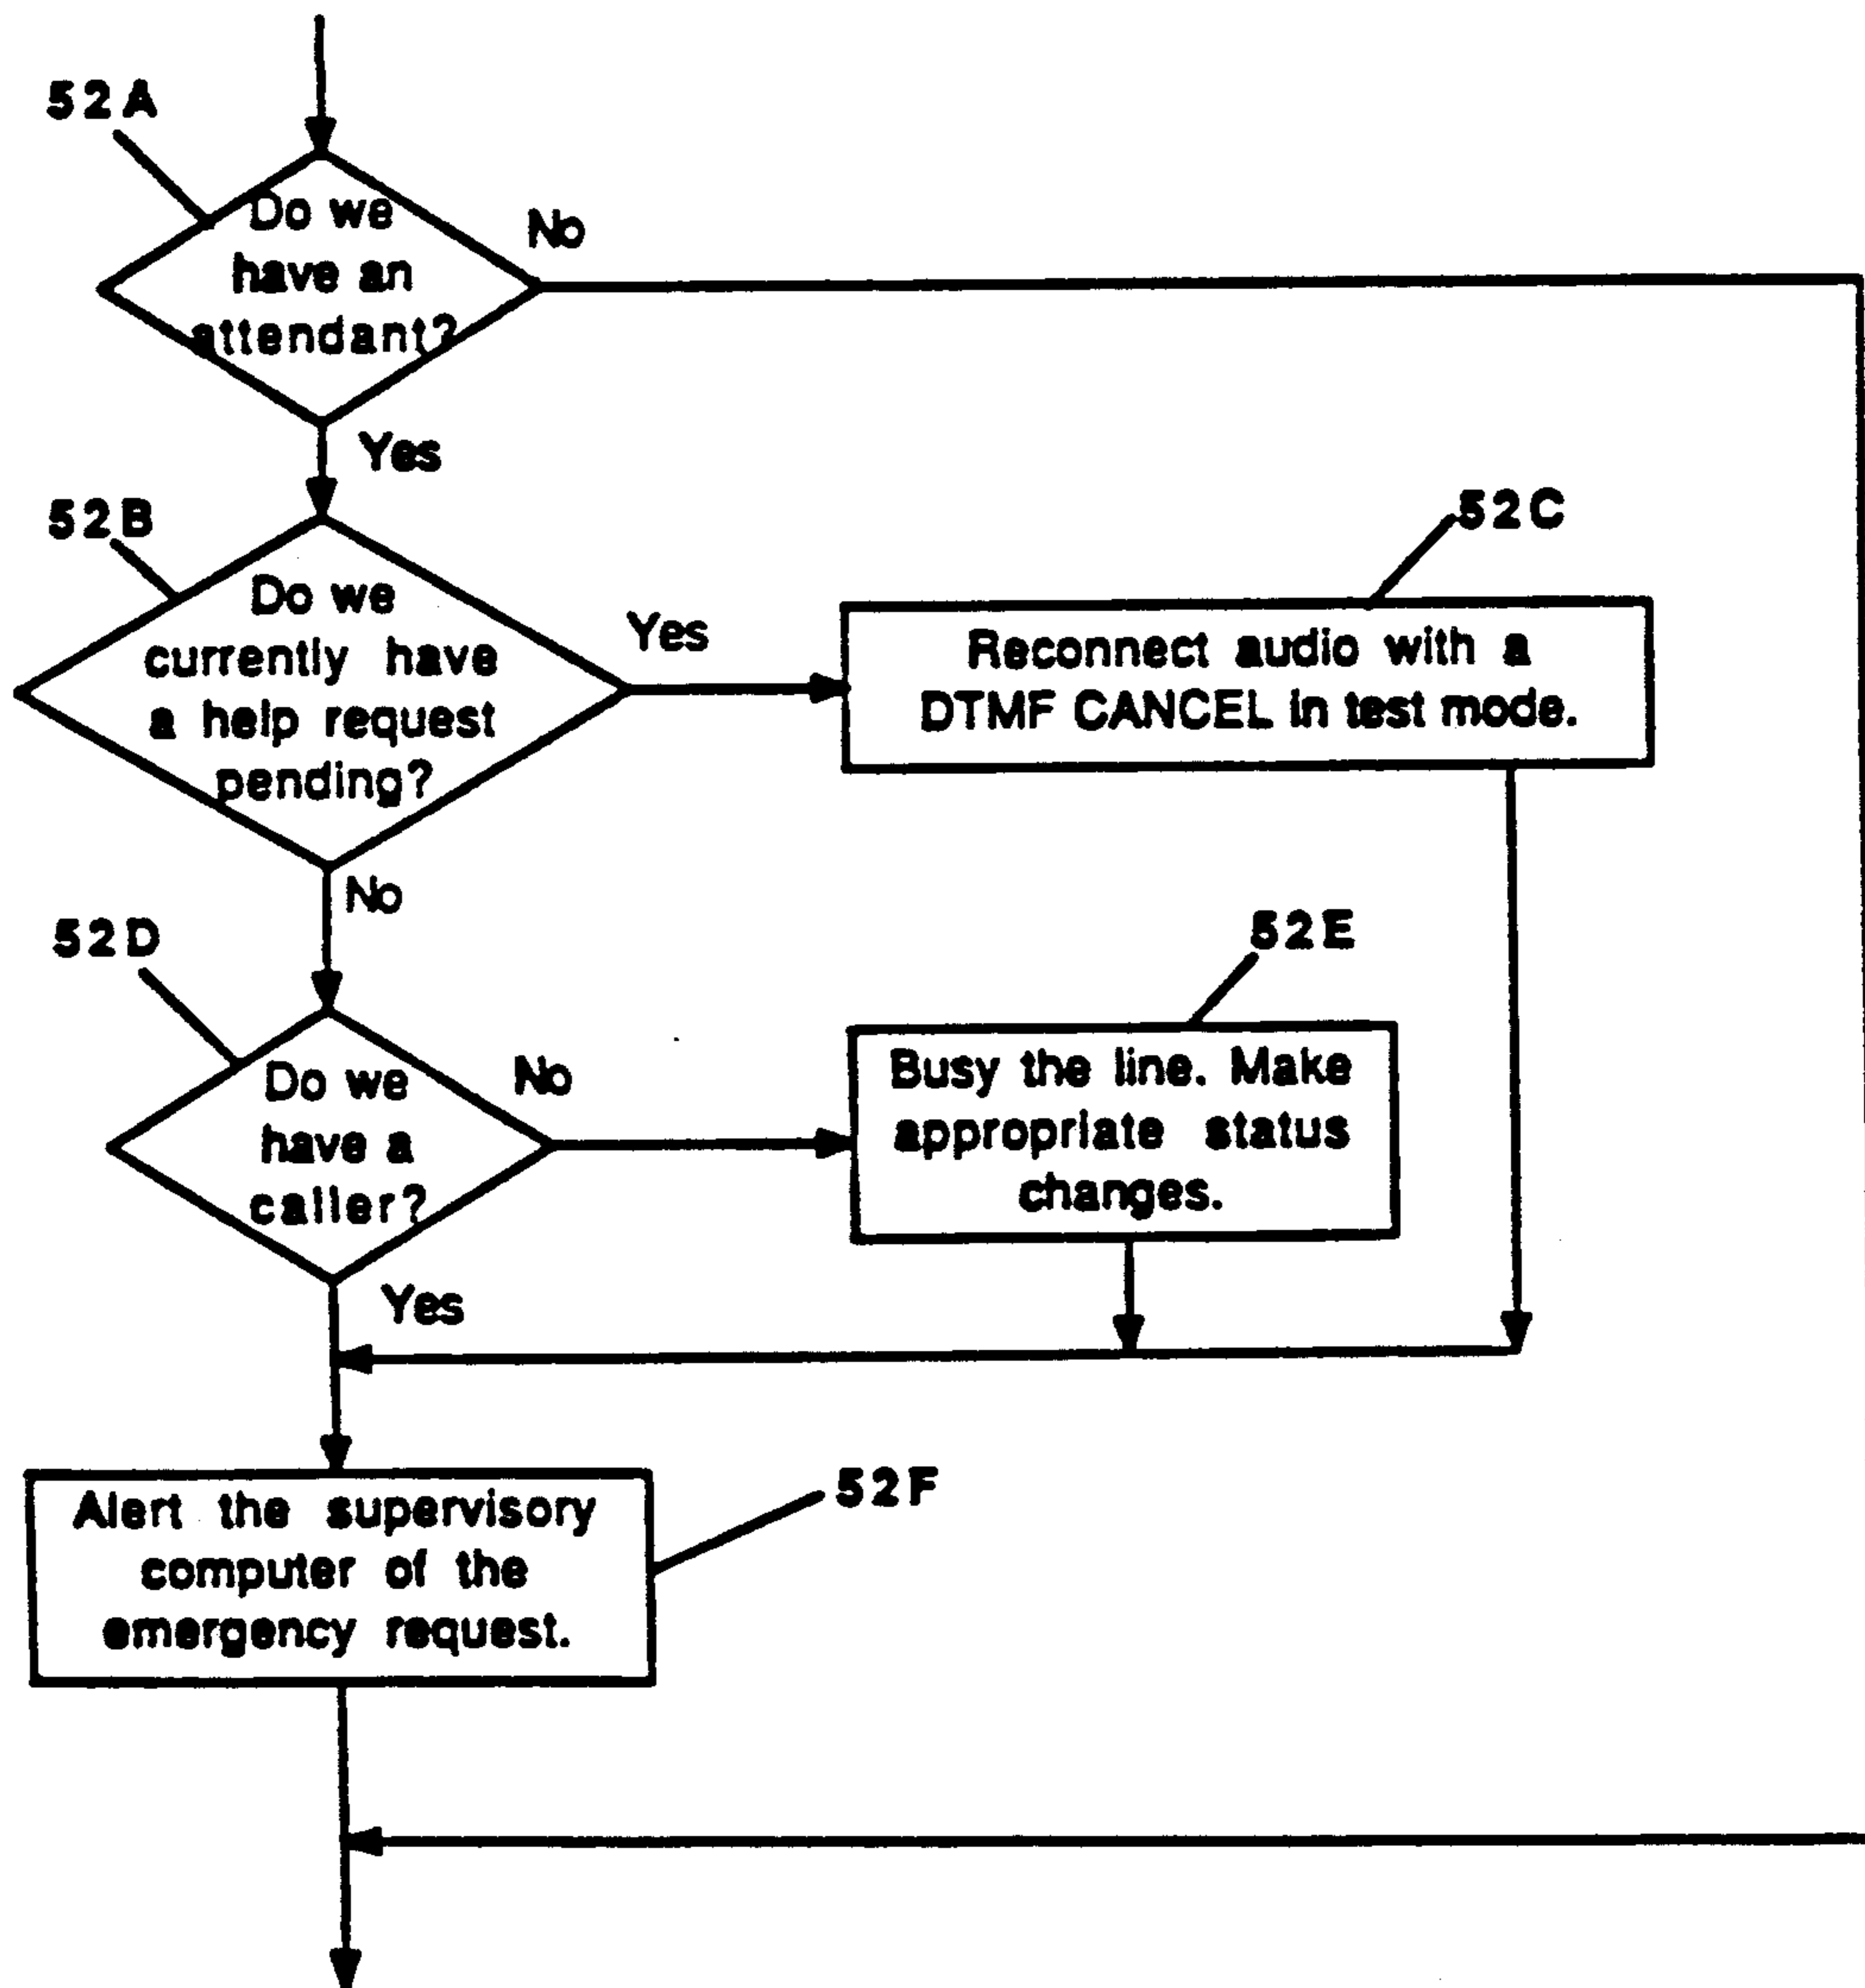 52A
Do we
have an
attendant?
No
Yes
52B
Do we
currently have
a help request
pending?
Yes
52C
Reconnect audio with a
DTMF CANCEL in test mode.
No
52D
Do we
have a
caller?
No
52E
Busy the line. Make
appropriate status
changes.
Yes
Alert the supervisory
computer of the
emergency request.
52F